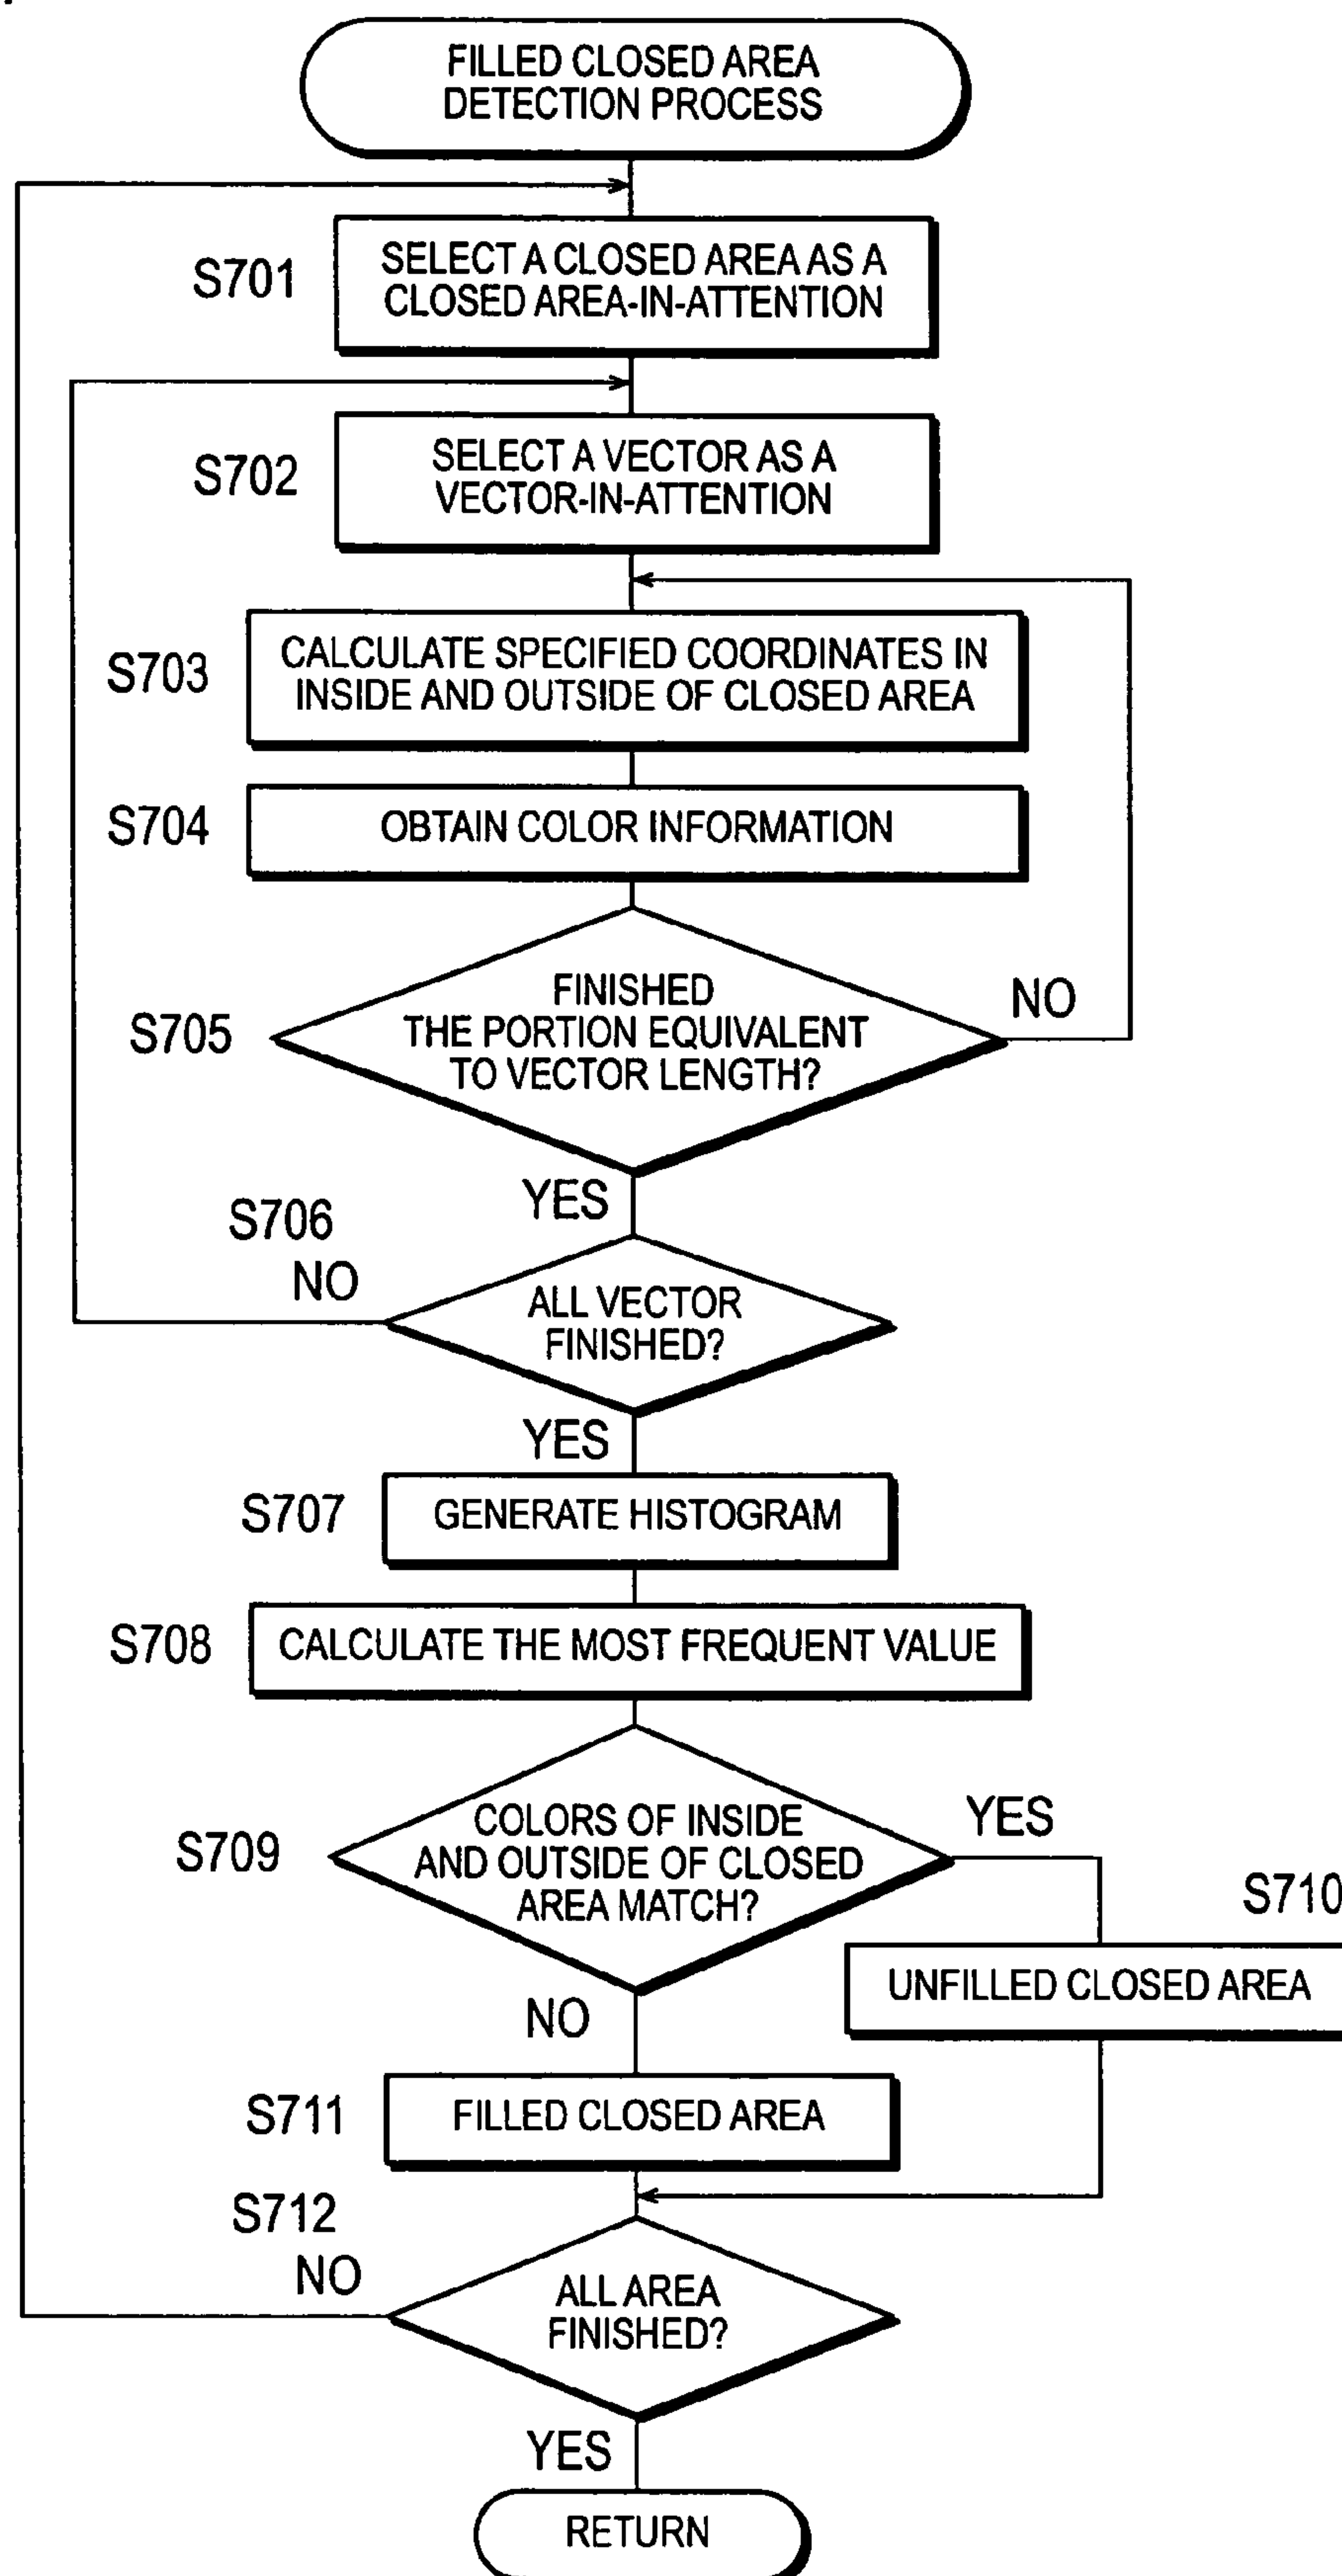 FILLED CLOSED AREA
DETECTION PROCESS
S701
SELECT A CLOSED AREA AS A
CLOSED AREA-IN-ATTENTION
S702
SELECT A VECTOR AS A
VECTOR-IN-ATTENTION
S703
CALCULATE SPECIFIED COORDINATES IN
INSIDE AND OUTSIDE OF CLOSED AREA
S704
OBTAIN COLOR INFORMATION
S705
FINISHED
THE PORTION EQUIVALENT
TO VECTOR LENGTH?
NO
YES
S706
NO
ALL VECTOR
FINISHED?
YES
S707
GENERATE HISTOGRAM
S708
CALCULATE THE MOST FREQUENT VALUE
S709
COLORS OF INSIDE
AND OUTSIDE OF CLOSED
AREA MATCH?
YES
S710
UNFILLED CLOSED AREA
NO
S711
FILLED CLOSED AREA
S712
NO
ALL AREA
FINISHED?
YES
RETURN